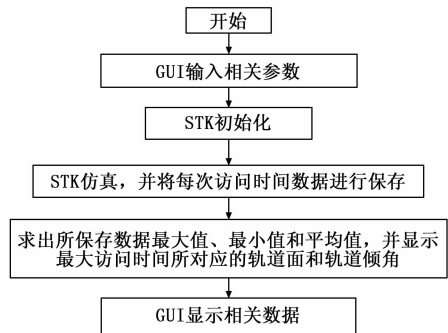 开始
GUI输入相关参数
STK初始化
STK仿真，并将每次访问时间数据进行保存
求出所保存数据最大值、最小值和平均值，并显示
最大访问时间所对应的轨道面和轨道倾角
GUI显示相关数据